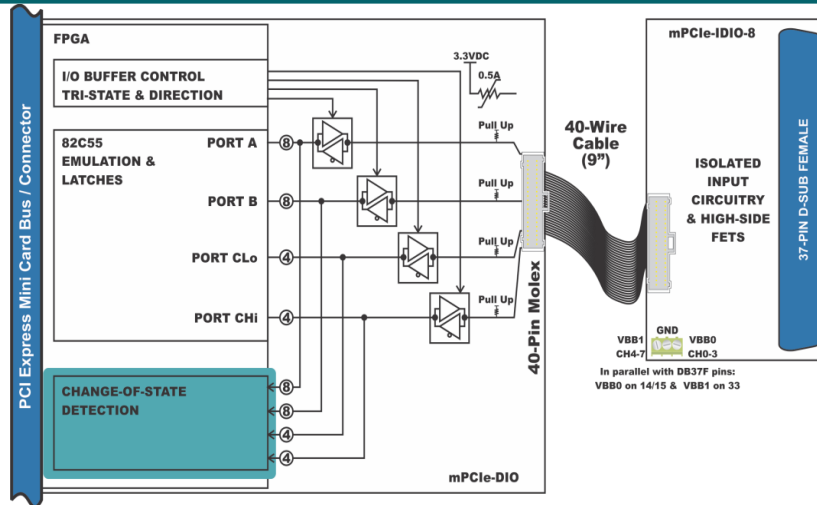 FPGA
I/O BUFFER CONTROL
TRI-STATE & DIRECTION
82C55
EMULATION &
LATCHES
PORT A
8
PORT B
8
PORT CLo
4
PORT CHi
4
CHANGE-OF-STATE
DETECTION
8
8
4
4
3.3VDC
0.5A
Pull Up
Pull Up
Pull Up
Pull Up
mPCIe-DIO
PCI Express Mini Card Bus / Connector
40-Pin Molex
40-Wire
Cable
(9”)
mPCIe-IDIO-8
ISOLATED
INPUT
CIRCUITRY
& HIGH-SIDE
FETS
37-PIN D-SUB FEMALE
GND
VBB1
VBB0
CH4-7
CH0-3
In parallel with DB37F pins:
VBB0 on 14/15 & VBB1 on 33